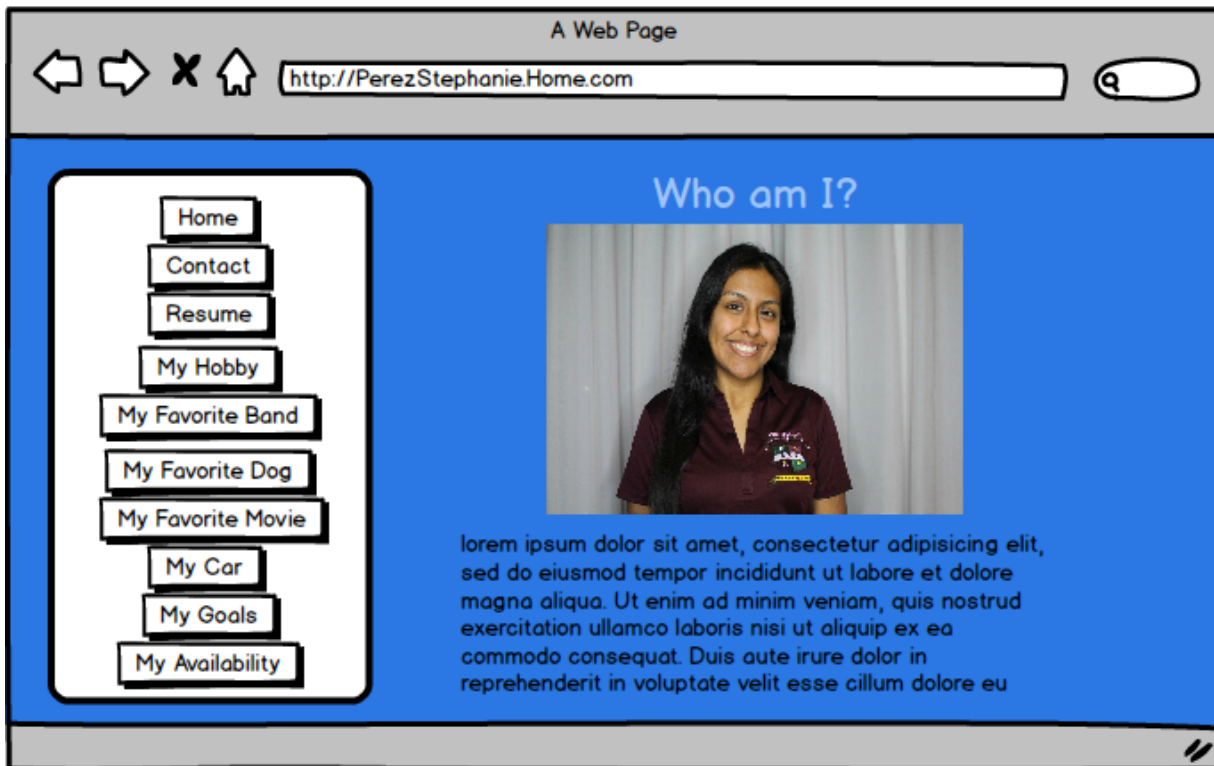 A Web Page
http://PerezStephanie.Home.com
Home
Contact
Resume
My Hobby
My Favorite Band
My Favorite Dog
My Favorite Movie
My Car
My Goals
My Availability
Who am I?
lorem ipsum dolor sit amet, consectetur adipisicing elit,
sed do eiusmod tempor incididunt ut labore et dolore
magna aliqua. Ut enim ad minim veniam, quis nostrud
exercitation ullamco laboris nisi ut aliquip ex ea
commodo consequat. Duis aute irure dolor in
reprehenderit in voluptate velit esse cillum dolore eu